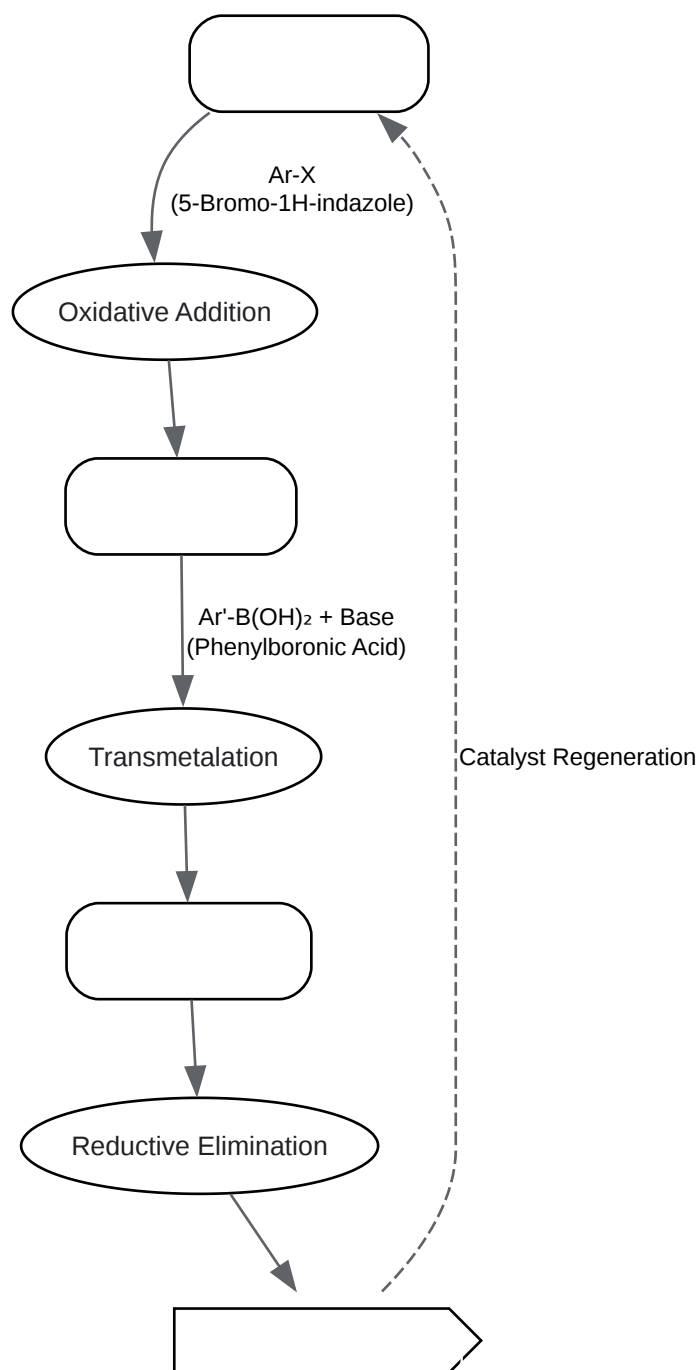 Ar-X
(5-Bromo-1H-indazole)
Oxidative Addition
Ar'-B(OH)₂ + Base
(Phenylboronic Acid)
Transmetalation
Catalyst Regeneration
Reductive Elimination